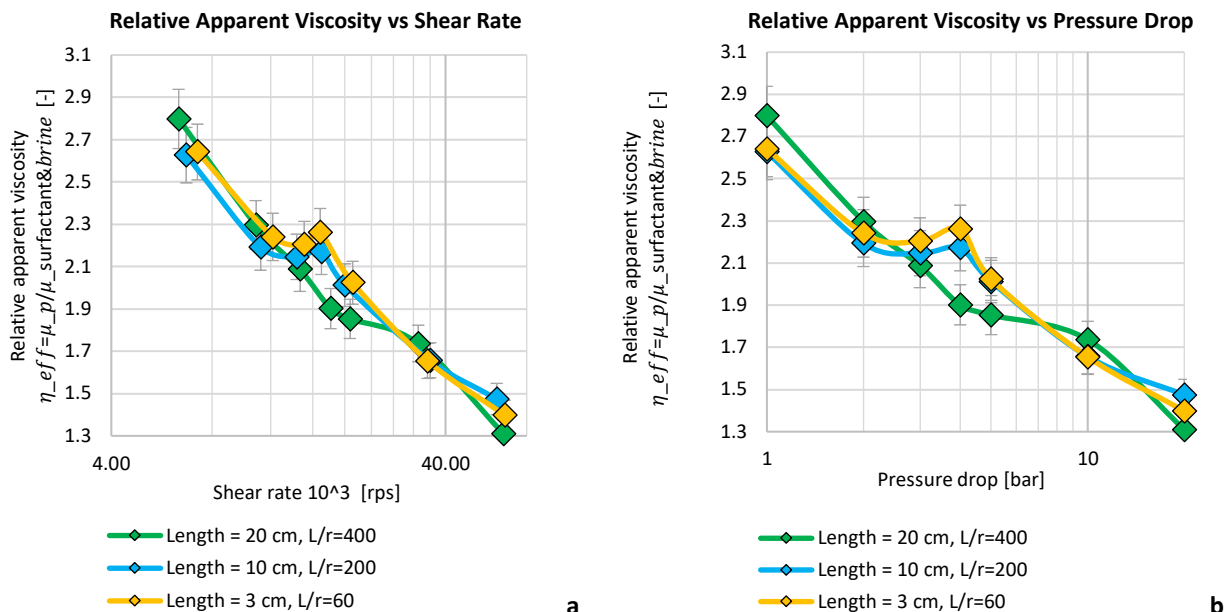 Relative Apparent Viscosity vs Shear Rate
Relative apparent viscosity
η_eff=μ_p/μ_surfactant&brine [-]
3.1
2.9
2.7
2.5
2.3
2.1
1.9
1.7
1.5
1.3
4.00
40.00
Shear rate 10^3 [rps]
Length = 20 cm, L/r=400
Length = 10 cm, L/r=200
Length = 3 cm, L/r=60
a
Relative Apparent Viscosity vs Pressure Drop
Relative apparent viscosity
η_eff=μ_p/μ_surfactant&brine [-]
3.1
2.9
2.7
2.5
2.3
2.1
1.9
1.7
1.5
1.3
1
10
Pressure drop [bar]
Length = 20 cm, L/r=400
Length = 10 cm, L/r=200
Length = 3 cm, L/r=60
b